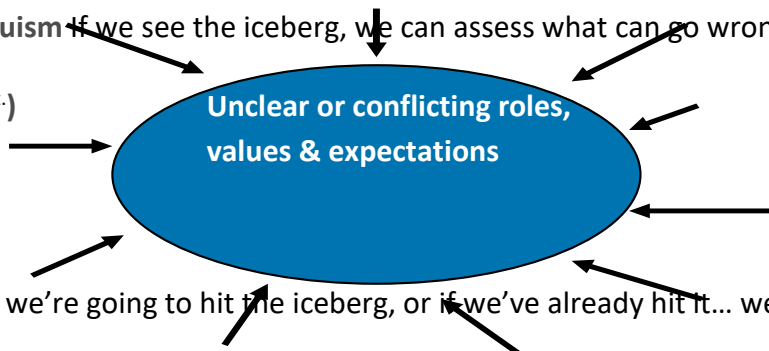 uism If we see the iceberg, we can assess what can go wron
.)
Unclear or conflicting roles,
values & expectations
we're going to hit the iceberg, or if we've already hit it… we